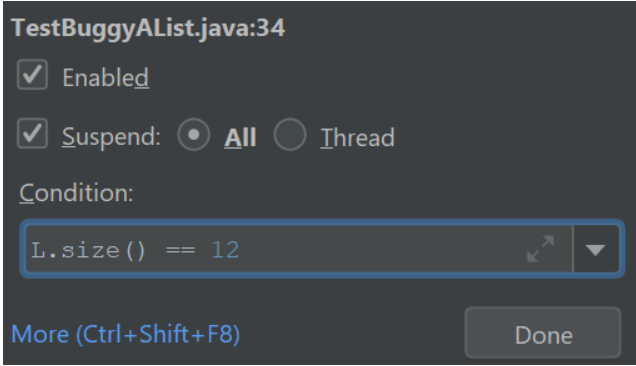 TestBuggyAList.java:34
Enabled
Suspend: All Thread
Condition:
L.size() == 12
More (Ctrl+Shift+F8) Done